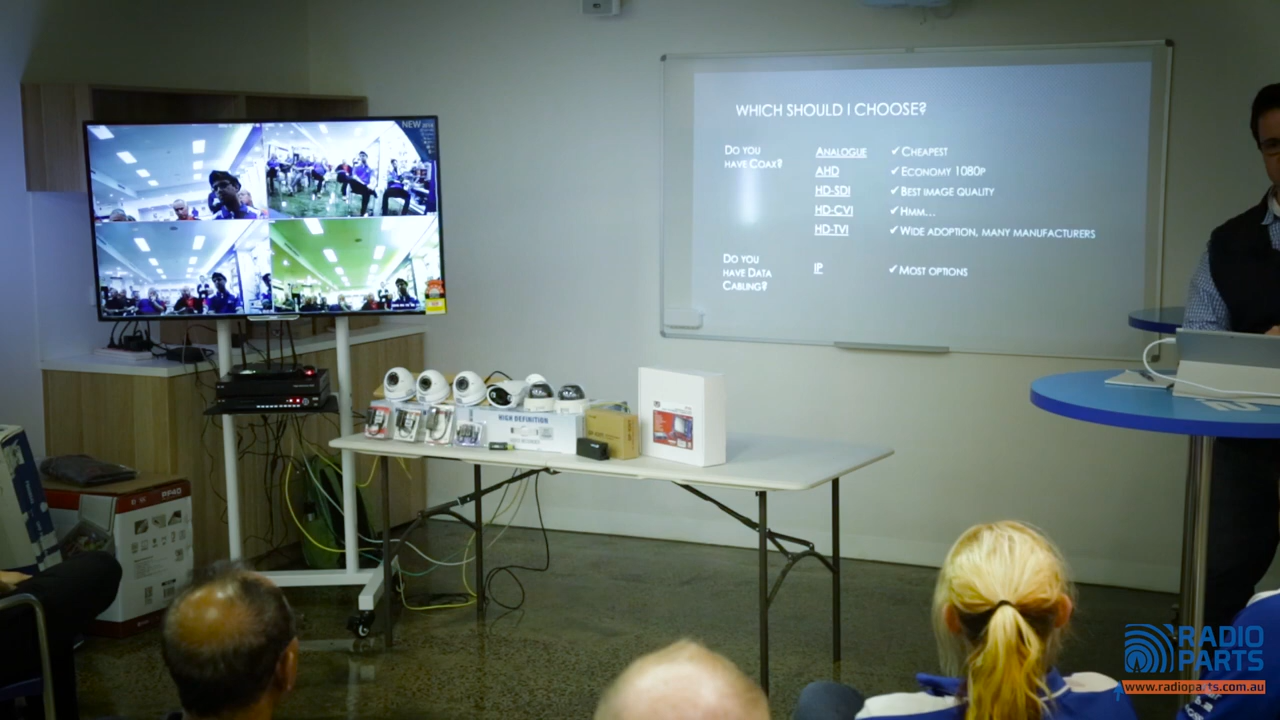 WHICH SHOULD I CHOOSE?
DO YOU HAVE COAX?
ANALOGUE ✓ CHEAPEST
AHD ✓ ECONOMY 1080P
HD-SDI ✓ BEST IMAGE QUALITY
HD-CVI ✓ HMM...
HD-TVI ✓ WIDE ADOPTION, MANY MANUFACTURERS
DO YOU HAVE DATA CABLING?
IP ✓ MOST OPTIONS
NEW
HIGH DEFINITION
PF40
RADIO
PARTS
www.radioparts.com.au